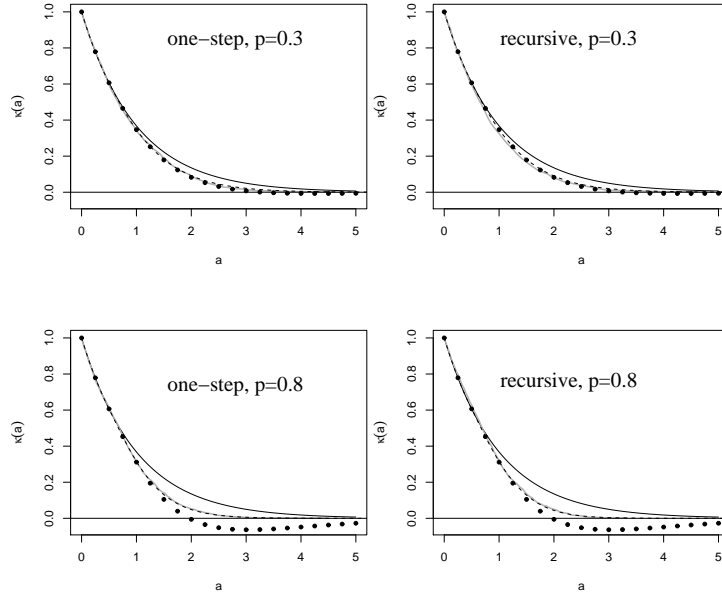 one−step, p=0.3
κ(a)
0.0 0.2 0.4 0.6 0.8 1.0
0 1 2 3 4 5
a
recursive, p=0.3
κ(a)
0.0 0.2 0.4 0.6 0.8 1.0
0 1 2 3 4 5
a
one−step, p=0.8
κ(a)
0.0 0.2 0.4 0.6 0.8 1.0
0 1 2 3 4 5
a
recursive, p=0.8
κ(a)
0.0 0.2 0.4 0.6 0.8 1.0
0 1 2 3 4 5
a